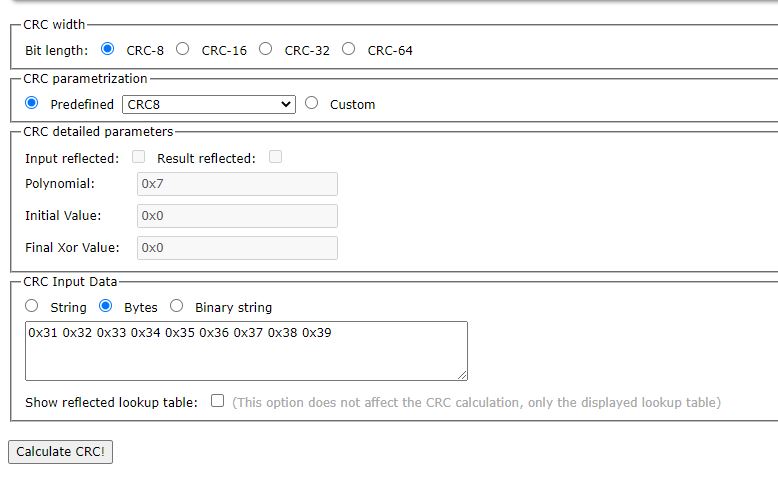 CRC width
Bit length: CRC-8 CRC-16 CRC-32 CRC-64
CRC parametrization
Predefined CRC8 Custom
CRC detailed parameters
Input reflected: Result reflected:
Polynomial: 0x7
Initial Value: 0x0
Final Xor Value: 0x0
CRC Input Data
String Bytes Binary string
0x31 0x32 0x33 0x34 0x35 0x36 0x37 0x38 0x39
Show reflected lookup table: (This option does not affect the CRC calculation, only the displayed lookup table)
Calculate CRC!